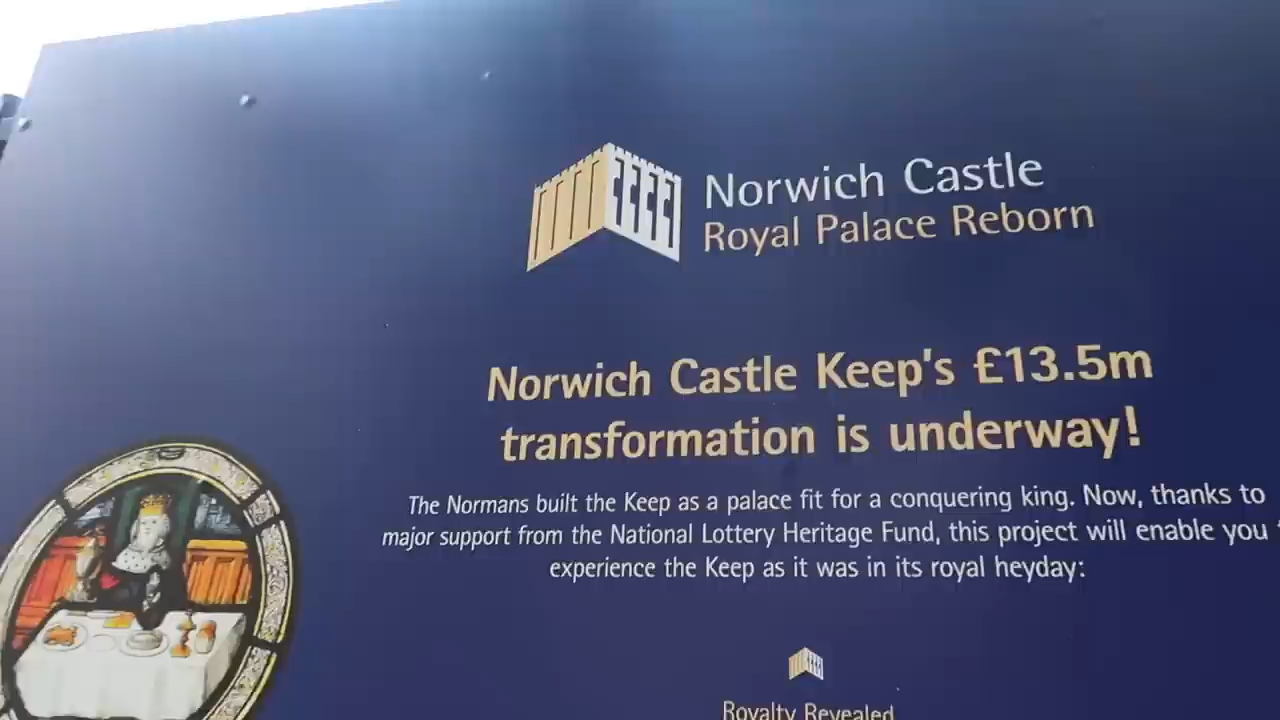 Norwich Castle
Royal Palace Reborn
Norwich Castle Keep's £13.5m
transformation is underway!
The Normans built the Keep as a palace fit for a conquering king. Now, thanks to
major support from the National Lottery Heritage Fund, this project will enable you
experience the Keep as it was in its royal heyday:
Royalty Revealed